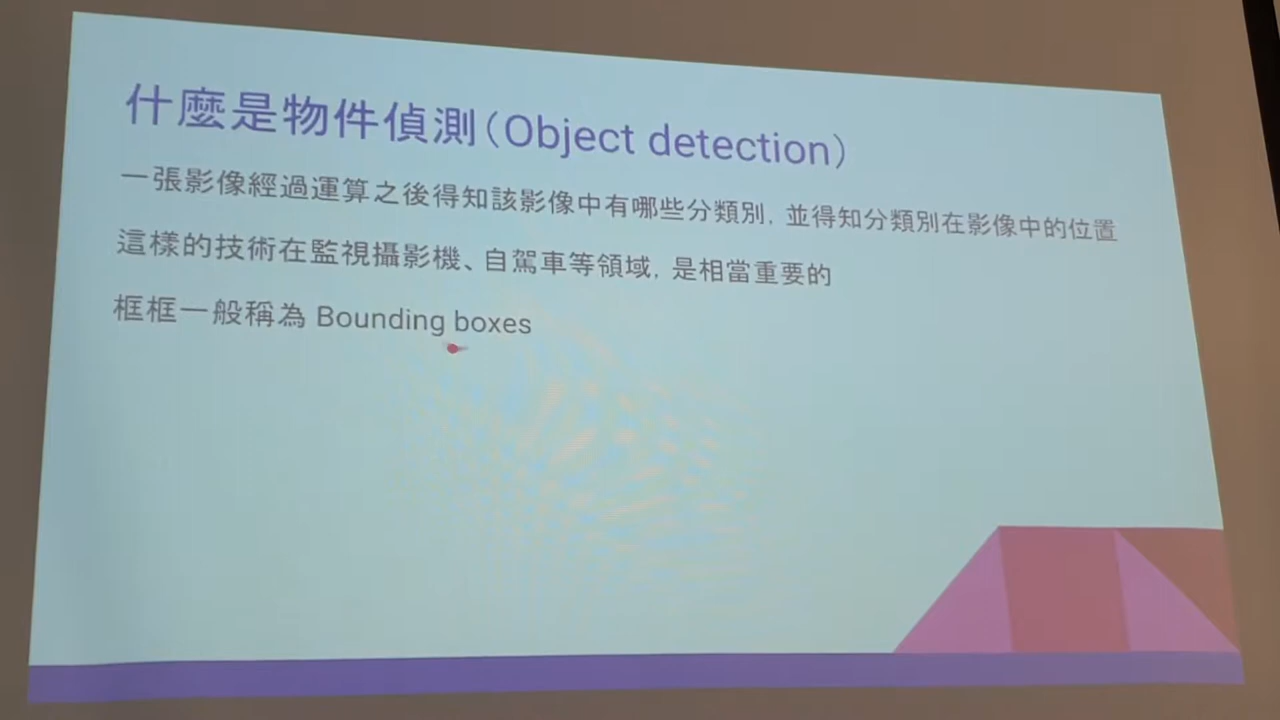 什麼是物件偵測(Object detection)
一張影像經過運算之後得知該影像中有哪些分類別, 並得知分類別在影像中的位置
這樣的技術在監視攝影機、自駕車等領域, 是相當重要的
框框一般稱為 Bounding boxes